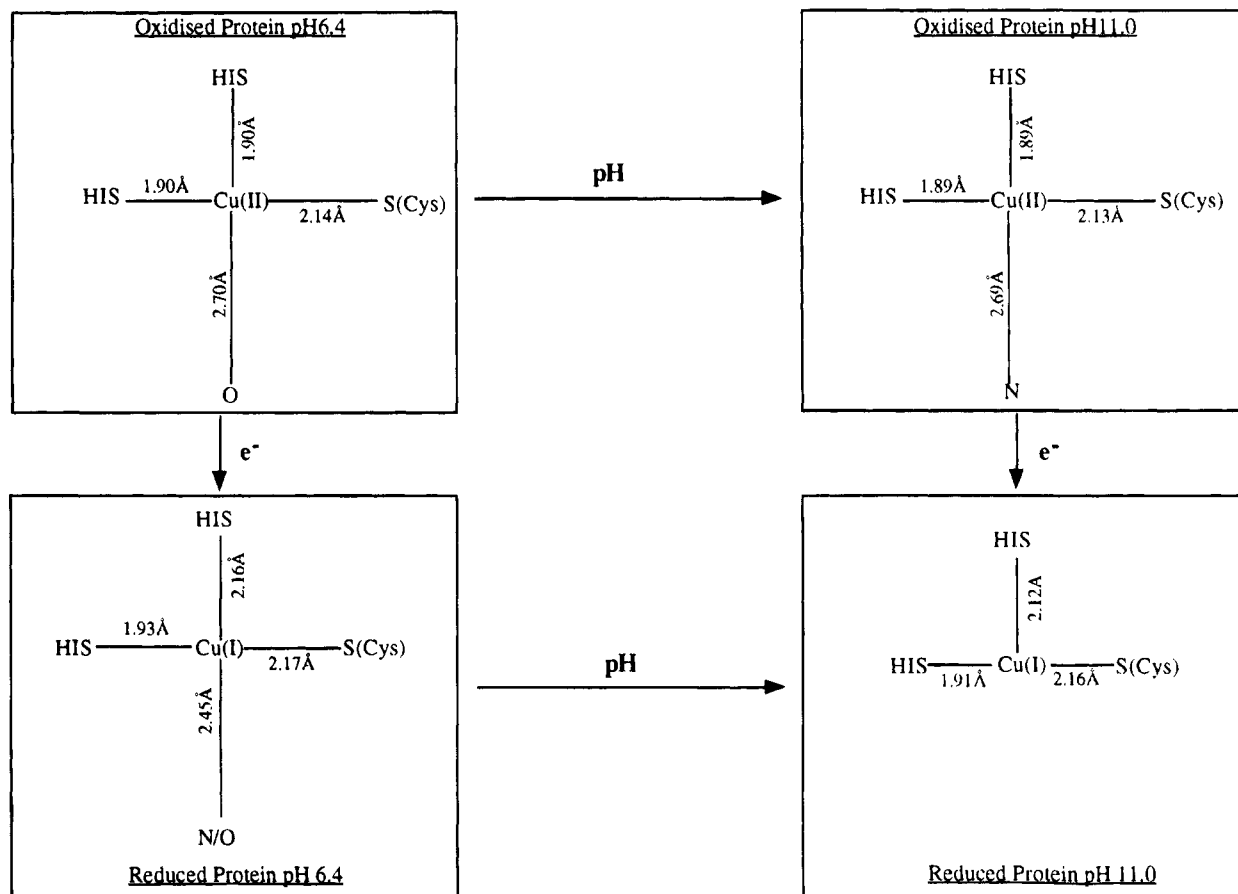 Oxidised Protein pH6.4
HIS
1.90Å
HIS
1.90Å
Cu(II)
2.14Å
S(Cys)
2.70Å
O
pH
Oxidised Protein pH11.0
HIS
1.89Å
HIS
1.89Å
Cu(II)
2.13Å
S(Cys)
2.69Å
N
e-
e-
HIS
2.16Å
HIS
1.93Å
Cu(I)
2.17Å
S(Cys)
2.45Å
N/O
Reduced Protein pH 6.4
pH
HIS
2.12A
HIS
1.91Å
Cu(I)
2.16Å
S(Cys)
Reduced Protein pH 11.0